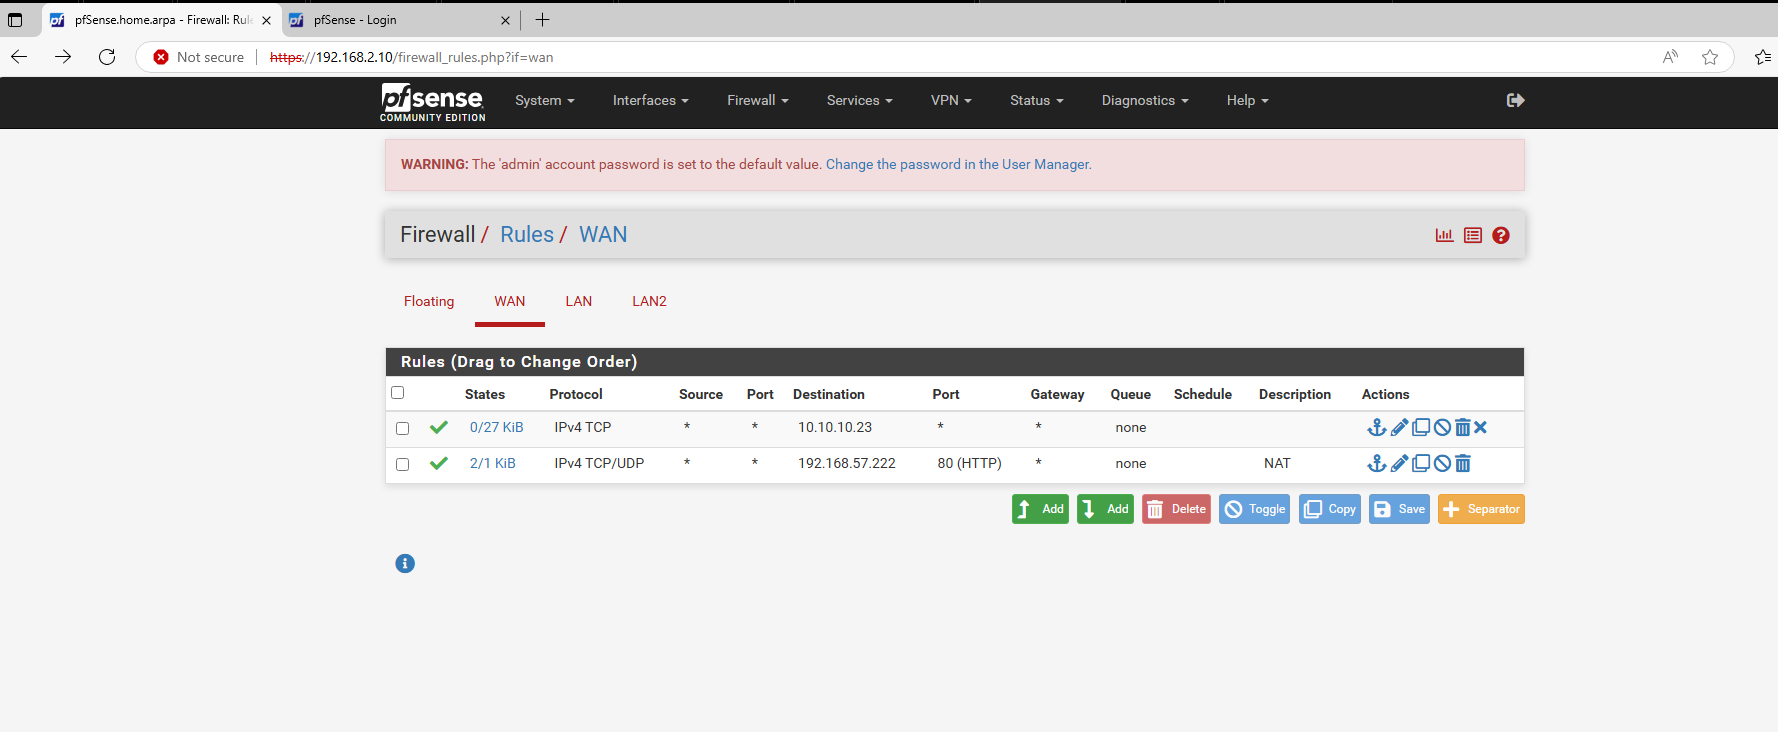 pfSense.home.arpa - Firewall: Rul
pfSense - Login
Not secure https://192.168.2.10/firewall_rules.php?if=wan
pfsense
COMMUNITY EDITION
System Interfaces Firewall Services VPN Status Diagnostics Help
WARNING: The 'admin' account password is set to the default value. Change the password in the User Manager.
Firewall / Rules / WAN
Floating WAN LAN LAN2
Rules (Drag to Change Order)
States Protocol Source Port Destination Port Gateway Queue Schedule Description Actions
0/27 KiB IPv4 TCP * * 10.10.10.23 * * none
2/1 KiB IPv4 TCP/UDP * * 192.168.57.222 80 (HTTP) * none NAT
Add Add Delete Toggle Copy Save Separator